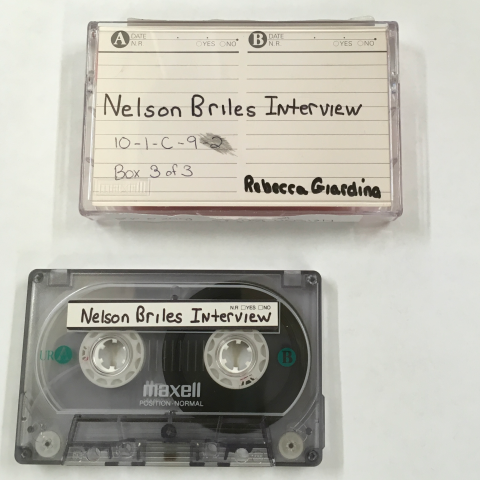 A DATE N.R ○YES ○NO B DATE N.R ○YES ○NO
Nelson Briles Interview
10-1-C-9-2
Box 3 of 3
Rebecca Giardina
N.R □YES □NO
Nelson Briles Interview
UR A B
maxell
POSITION-NORMAL